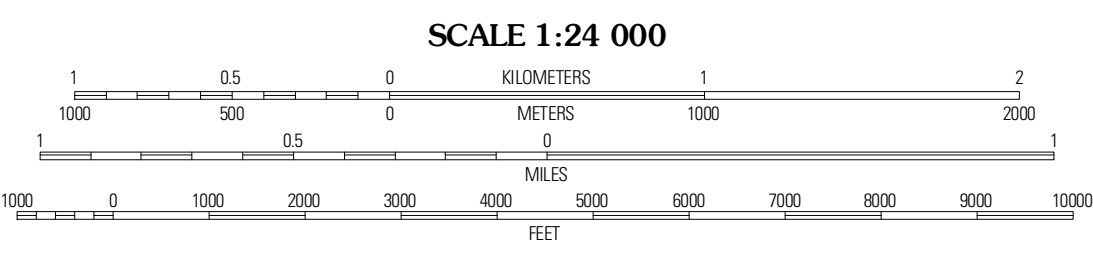 SCALE 1:24 000
1 0.5 0 KILOMETERS 1 2
1000 500 0 METERS 1000 2000
1 0.5 0 1
MILES
1000 0 1000 2000 3000 4000 5000 6000 7000 8000 9000 10000
FEET